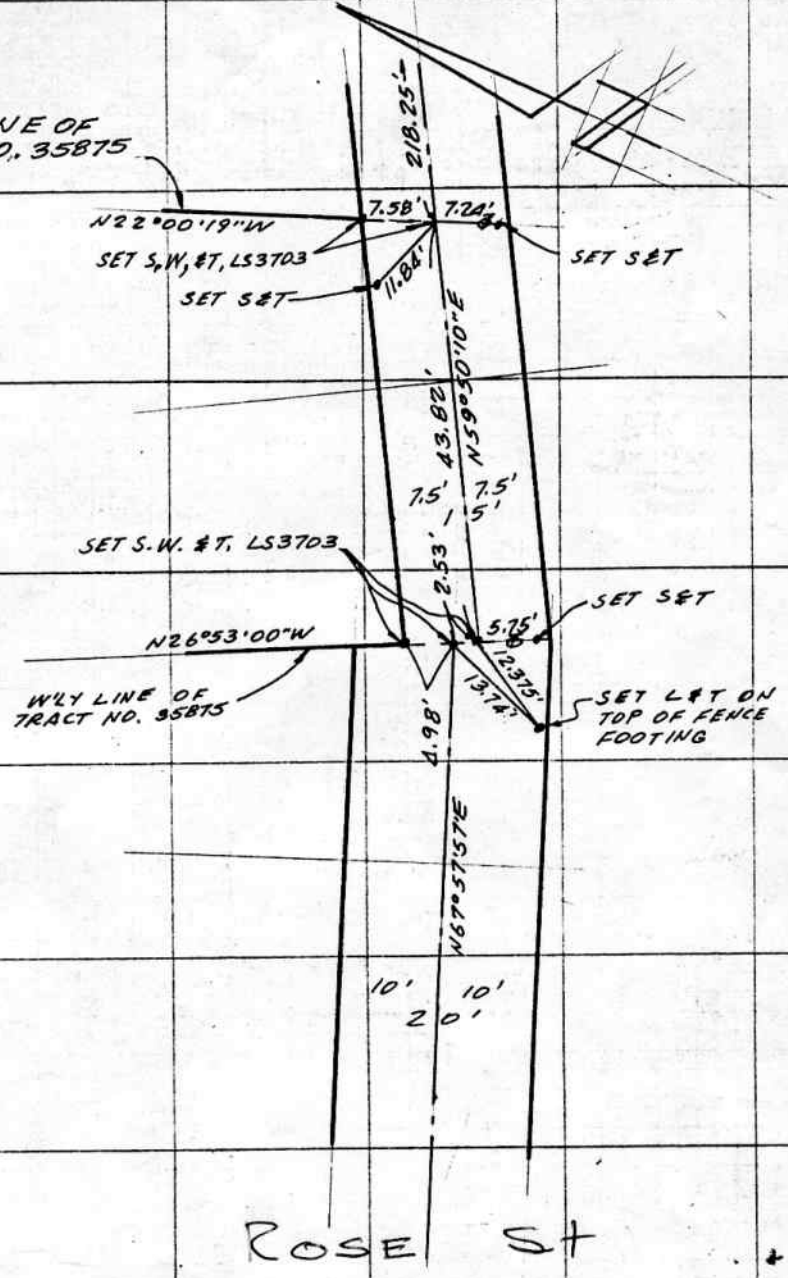 NE OF
O. 35875
218.25'
N22°00'19"W
7.58'
7.24'
SET S,W,&T, LS3703
SET S&T
11.84'
SET S&T
43.82'
N59°50'10"E
7.5' 7.5'
15'
SET S.W. &T. LS3703
2.53'
SET S&T
N26°53'00"W
5.75'
12.375'
13.74'
W'LY LINE OF
TRACT NO. 35875
4.98'
SET L&T ON
TOP OF FENCE
FOOTING
N67°57'57"E
10' 10'
20'
ROSE St